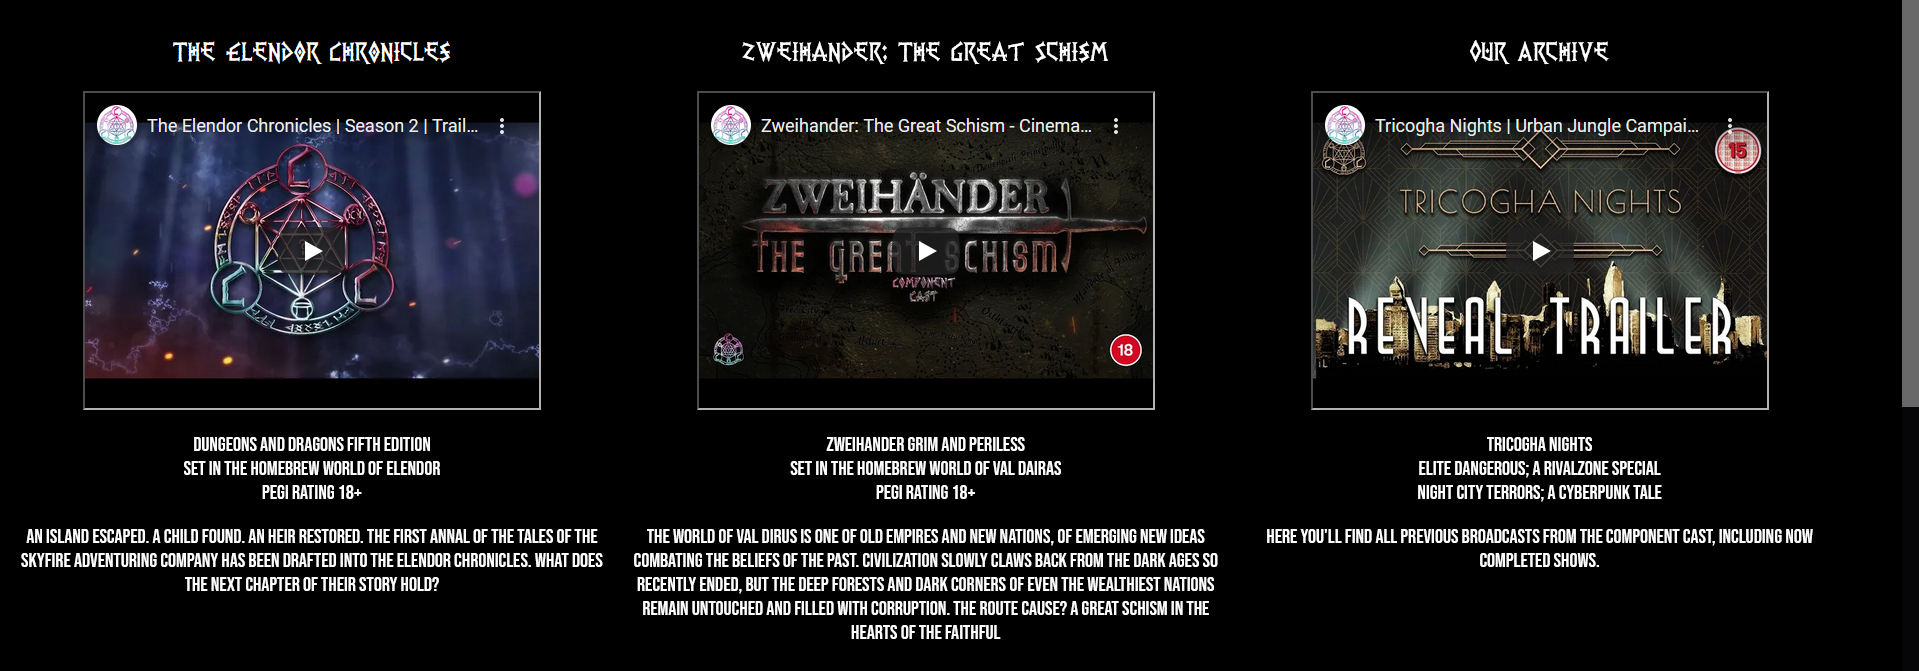 THE ELENDOR CHRONICLES
The Elendor Chronicles | Season 2 | Trail...
DUNGEONS AND DRAGONS FIFTH EDITION
SET IN THE HOMEBREW WORLD OF ELENDOR
PEGI RATING 18+
AN ISLAND ESCAPED. A CHILD FOUND. AN HEIR RESTORED. THE FIRST ANNAL OF THE TALES OF THE
SKYFIRE ADVENTURING COMPANY HAS BEEN DRAFTED INTO THE ELENDOR CHRONICLES. WHAT DOES
THE NEXT CHAPTER OF THEIR STORY HOLD?
ZWEIHANDER: THE GREAT SCHISM
Zweihander: The Great Schism - Cinema...
ZWEIHÄNDER
THE GREAT SCHISM
COMPONENT
CAST
18
ZWEIHANDER GRIM AND PERILESS
SET IN THE HOMEBREW WORLD OF VAL DAIRAS
PEGI RATING 18+
THE WORLD OF VAL DIRUS IS ONE OF OLD EMPIRES AND NEW NATIONS, OF EMERGING NEW IDEAS
COMBATING THE BELIEFS OF THE PAST. CIVILIZATION SLOWLY CLAWS BACK FROM THE DARK AGES SO
RECENTLY ENDED, BUT THE DEEP FORESTS AND DARK CORNERS OF EVEN THE WEALTHIEST NATIONS
REMAIN UNTOUCHED AND FILLED WITH CORRUPTION. THE ROUTE CAUSE? A GREAT SCHISM IN THE
HEARTS OF THE FAITHFUL
OUR ARCHIVE
Tricogha Nights | Urban Jungle Campai...
15
TRICOGHA NIGHTS
REVEAL TRAILER
TRICOGHA NIGHTS
ELITE DANGEROUS; A RIVALZONE SPECIAL
NIGHT CITY TERRORS; A CYBERPUNK TALE
HERE YOU'LL FIND ALL PREVIOUS BROADCASTS FROM THE COMPONENT CAST, INCLUDING NOW
COMPLETED SHOWS.